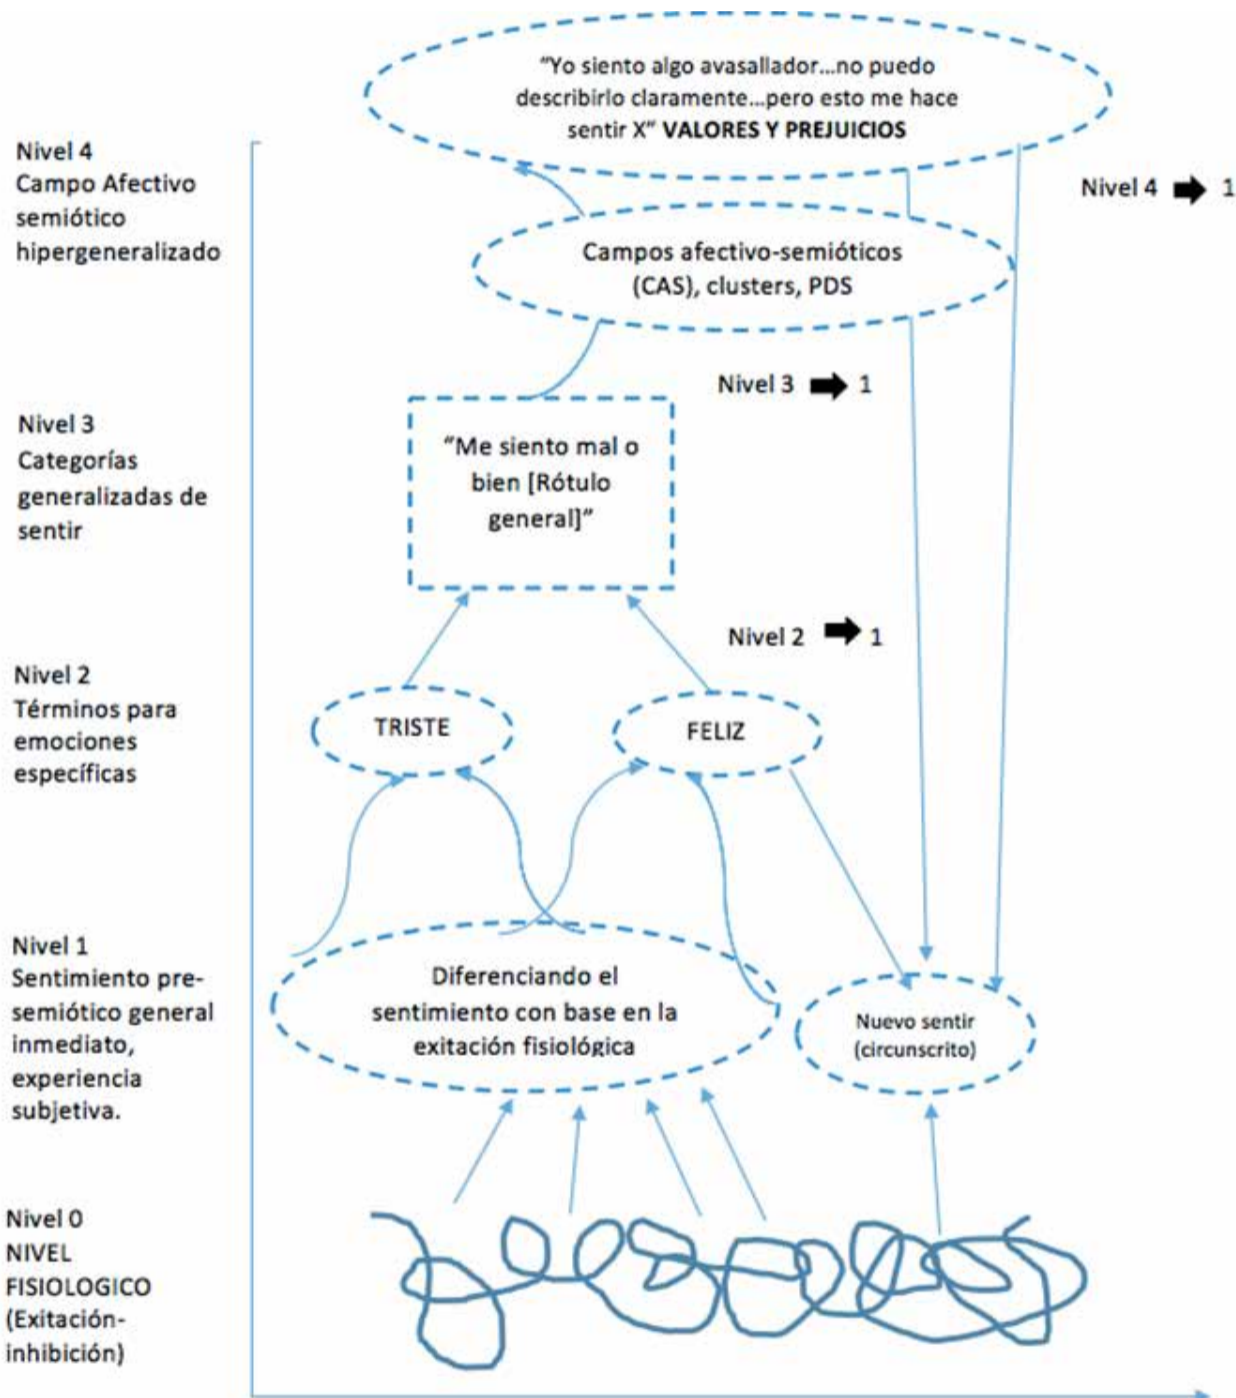 "Yo siento algo avasallador...no puedo
describirlo claramente...pero esto me hace
sentir X" VALORES Y PREJUICIOS
Nivel 4
Campo Afectivo
semiótico
hipergeneralizado
Nivel 4 ➡ 1
Campos afectivo-semióticos
(CAS), clusters, PDS
Nivel 3 ➡ 1
Nivel 3
Categorías
generalizadas de
sentir
"Me siento mal o
bien [Rótulo
general]"
Nivel 2 ➡ 1
Nivel 2
Términos para
emociones
específicas
TRISTE
FELIZ
Nivel 1
Sentimiento pre-
semiótico general
inmediato,
experiencia
subjetiva.
Diferenciando el
sentimiento con base en la
exitación fisiológica
Nuevo sentir
(circunscrito)
Nivel 0
NIVEL
FISIOLOGICO
(Exitación-
inhibición)